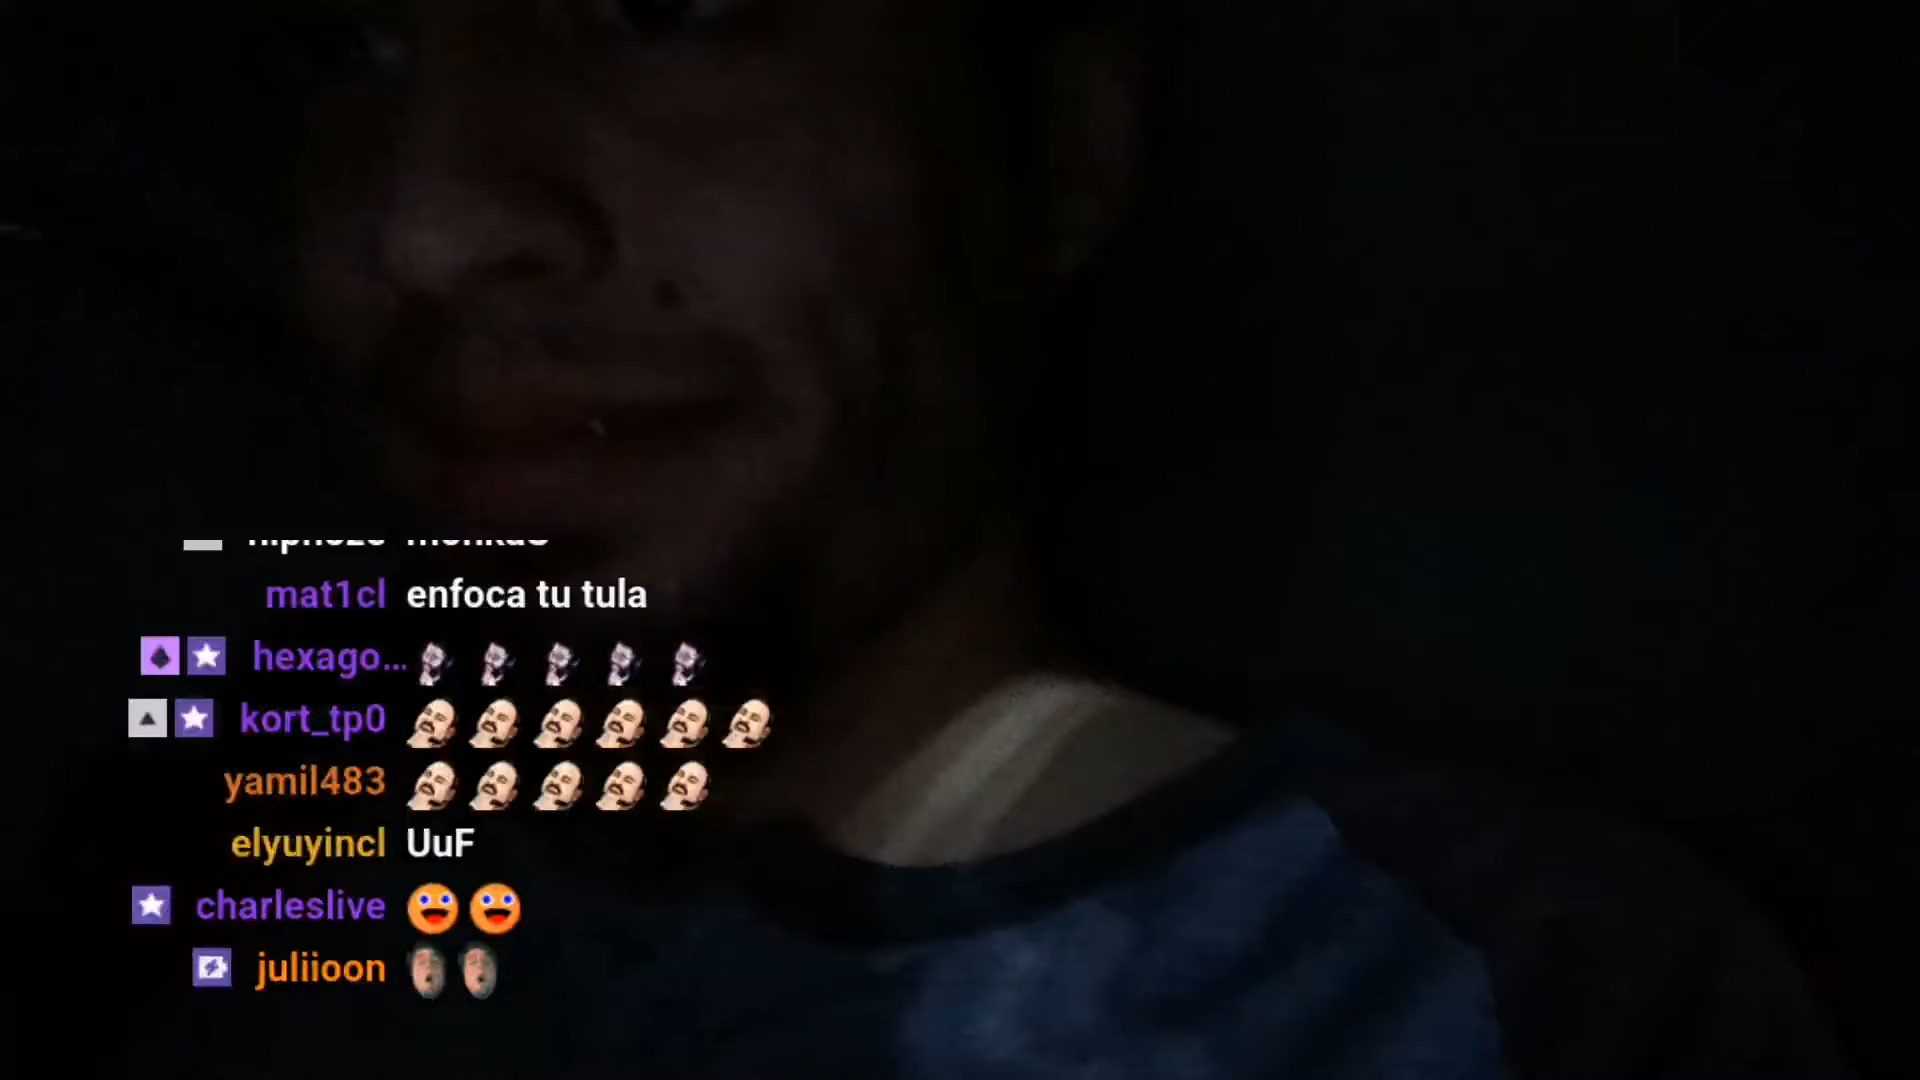 mat1cl enfoca tu tula
hexago...
kort_tp0
yamil483
elyuyincl UuF
charleslive
juliioon